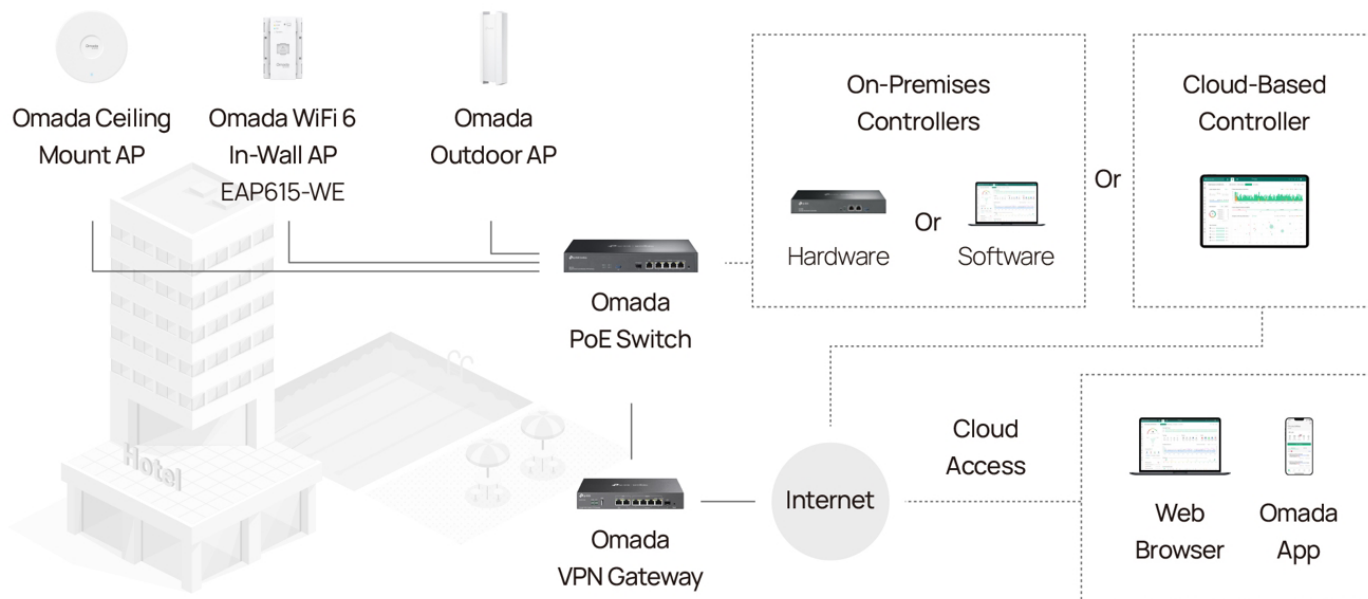 Omada Ceiling
Mount AP
Omada WiFi 6
In-Wall AP
EAP615-WE
Omada
Outdoor AP
Omada
PoE Switch
On-Premises
Controllers
Hardware
Or
Software
Or
Cloud-Based
Controller
Hotel
Omada
VPN Gateway
Internet
Cloud
Access
Web
Browser
Omada
App